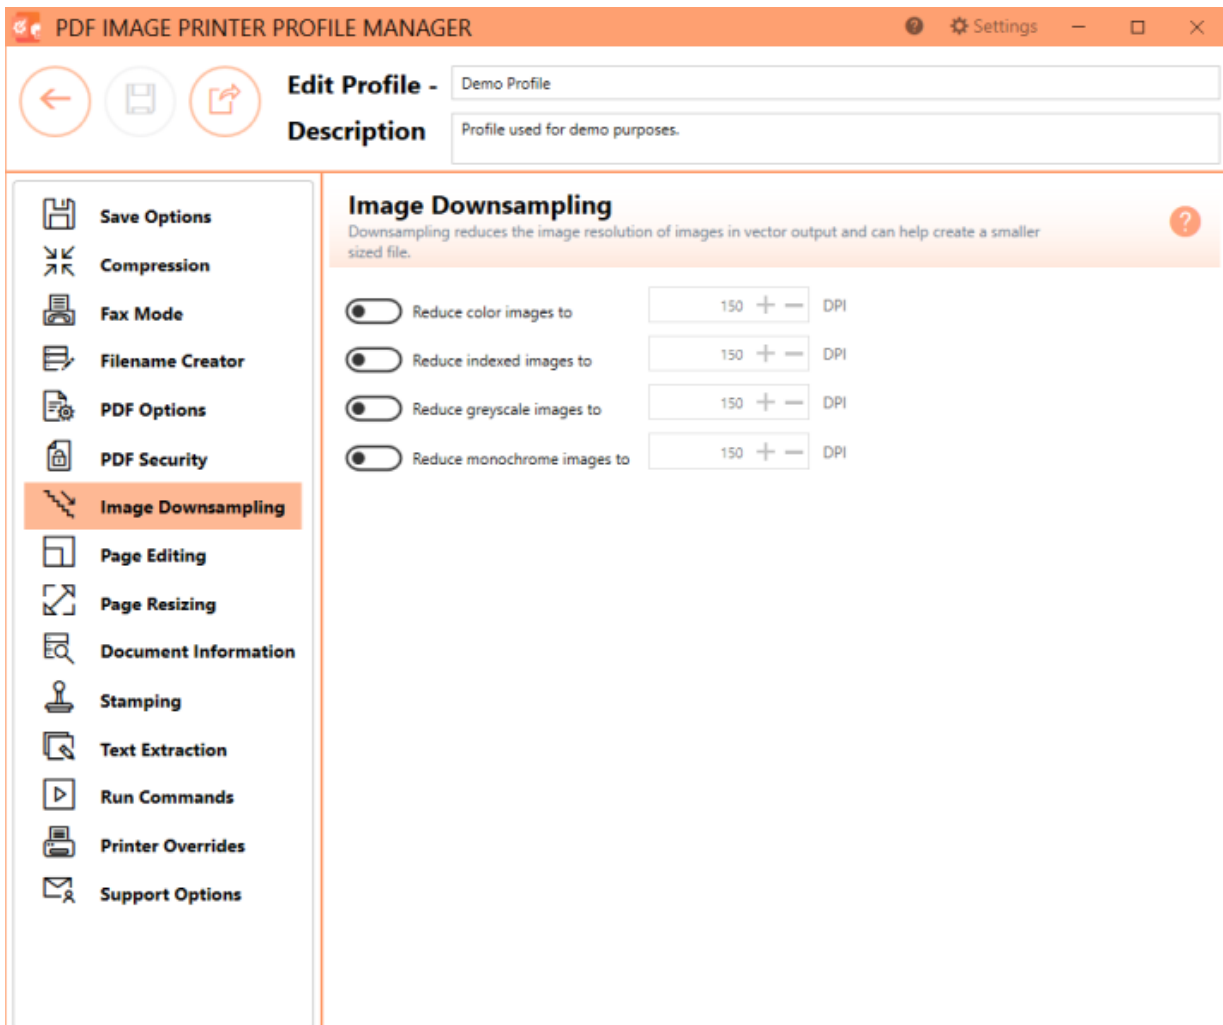 PDF IMAGE PRINTER PROFILE MANAGER
Settings
Edit Profile - Demo Profile
Description Profile used for demo purposes.
Save Options
Compression
Fax Mode
Filename Creator
PDF Options
PDF Security
Image Downsampling
Page Editing
Page Resizing
Document Information
Stamping
Text Extraction
Run Commands
Printer Overrides
Support Options
Image Downsampling
Downsampling reduces the image resolution of images in vector output and can help create a smaller
sized file.
Reduce color images to 150 DPI
Reduce indexed images to 150 DPI
Reduce greyscale images to 150 DPI
Reduce monochrome images to 150 DPI